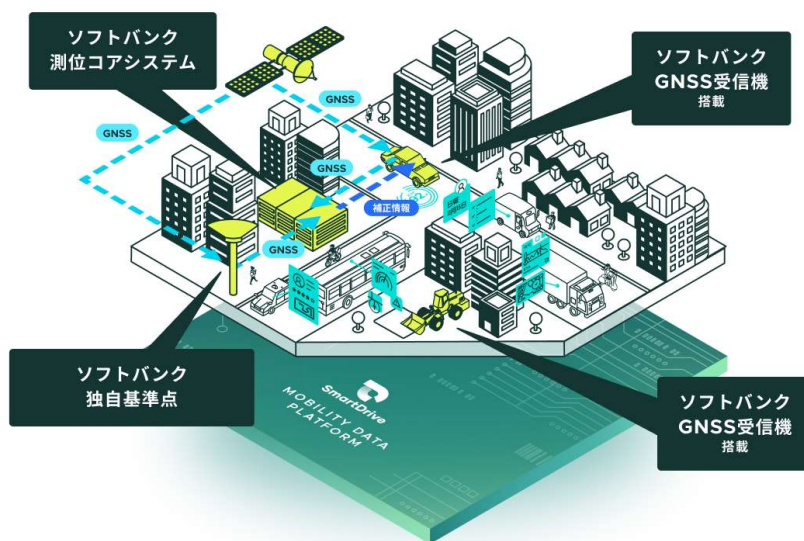 ソフトバンク
測位コアシステム
ソフトバンク
GNSS受信機
搭載
GNSS
GNSS
GNSS
補正情報
GNSS
ソフトバンク
独自基準点
ソフトバンク
GNSS受信機
搭載
SmartDrive
MOBILITY DATA
PLATFORM